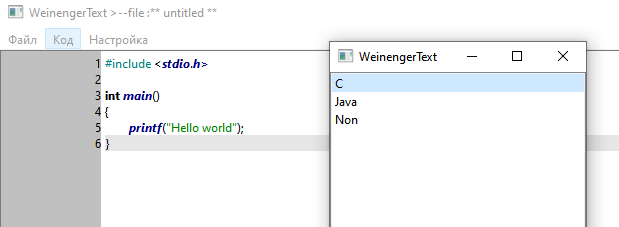 WeinengerText >--file :** untitled **
Файл Код Настройка
1 #include <stdio.h>
2
3 int main()
4 {
5 printf("Hello world");
6 }
WeinengerText
C
Java
Non